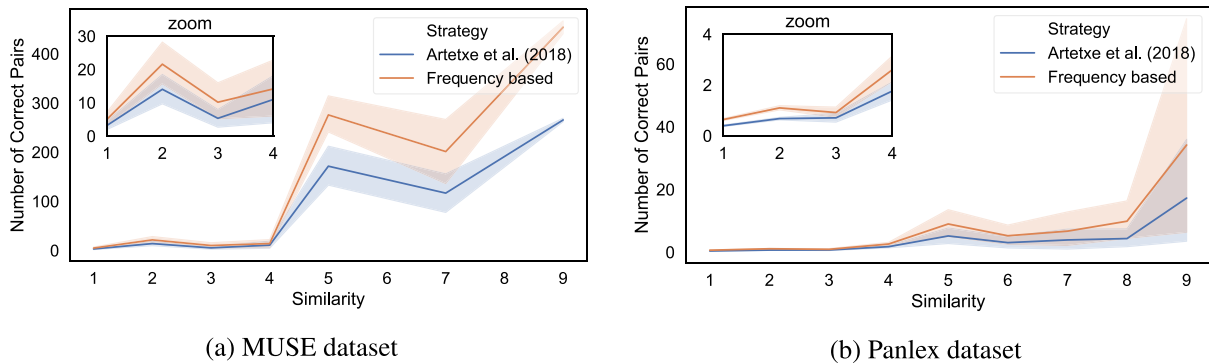 zoom
30
20
10
0
1 2 3 4
Strategy
Artetxe et al. (2018)
Frequency based
Number of Correct Pairs
400
300
200
100
0
1 2 3 4 5 6 7 8 9
Similarity
(a) MUSE dataset
zoom
4
2
0
1 2 3 4
Strategy
Artetxe et al. (2018)
Frequency based
Number of Correct Pairs
60
40
20
0
1 2 3 4 5 6 7 8 9
Similarity
(b) Panlex dataset